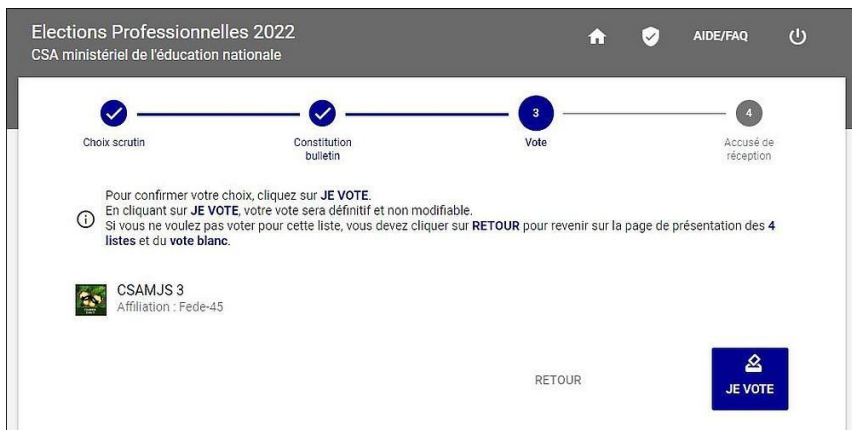 Elections Professionnelles 2022
CSA ministériel de l'éducation nationale
AIDE/FAQ
3
4
Choix scrutin
Constitution
bulletin
Vote
Accusé de
réception
Pour confirmer votre choix, cliquez sur JE VOTE.
En cliquant sur JE VOTE, votre vote sera définitif et non modifiable.
Si vous ne voulez pas voter pour cette liste, vous devez cliquer sur RETOUR pour revenir sur la page de présentation des 4
listes et du vote blanc.
CSAMJS 3
Affiliation : Fede-45
RETOUR
JE VOTE